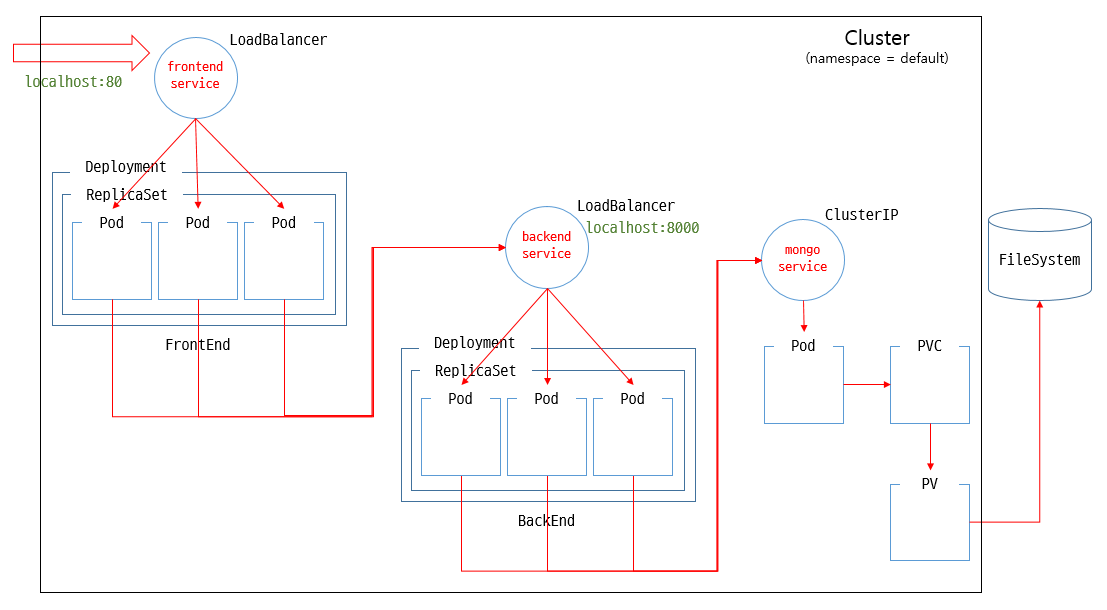 LoadBalancer
Cluster
(namespace = default)
frontend
service
localhost:80
Deployment
ReplicaSet
Pod
Pod
Pod
FrontEnd
LoadBalancer
localhost:8000
backend
service
Deployment
ReplicaSet
Pod
Pod
Pod
BackEnd
ClusterIP
mongo
service
Pod
PVC
PV
FileSystem